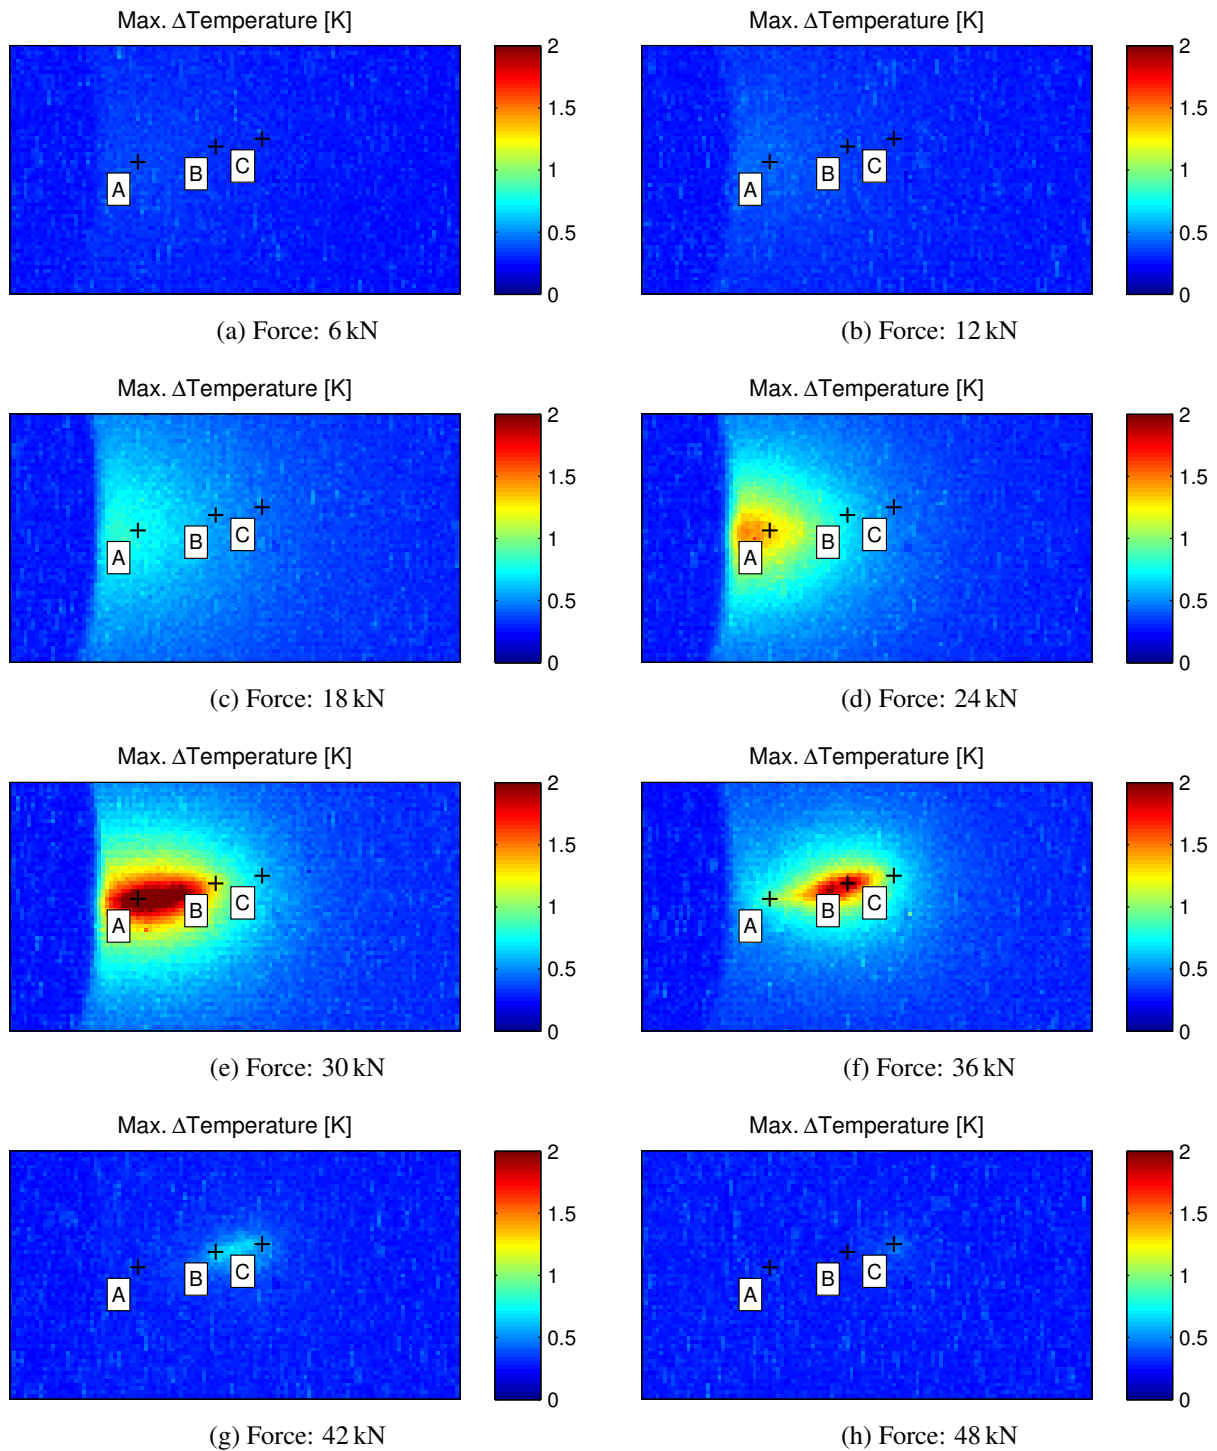 Max. ΔTemperature [K]
2
1.5
1
0.5
0
A
B
C
(a) Force: 6 kN
Max. ΔTemperature [K]
2
1.5
1
0.5
0
A
B
C
(b) Force: 12 kN
Max. ΔTemperature [K]
2
1.5
1
0.5
0
A
B
C
(c) Force: 18 kN
Max. ΔTemperature [K]
2
1.5
1
0.5
0
A
B
C
(d) Force: 24 kN
Max. ΔTemperature [K]
2
1.5
1
0.5
0
A
B
C
(e) Force: 30 kN
Max. ΔTemperature [K]
2
1.5
1
0.5
0
A
B
C
(f) Force: 36 kN
Max. ΔTemperature [K]
2
1.5
1
0.5
0
A
B
C
(g) Force: 42 kN
Max. ΔTemperature [K]
2
1.5
1
0.5
0
A
B
C
(h) Force: 48 kN